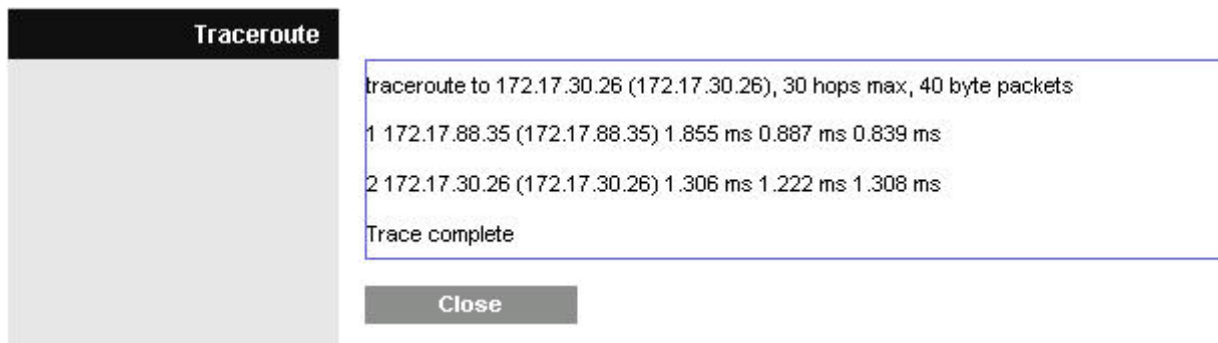 Traceroute
traceroute to 172.17.30.26 (172.17.30.26), 30 hops max, 40 byte packets
1 172.17.88.35 (172.17.88.35) 1.855 ms 0.887 ms 0.839 ms
2 172.17.30.26 (172.17.30.26) 1.306 ms 1.222 ms 1.308 ms
Trace complete
Close